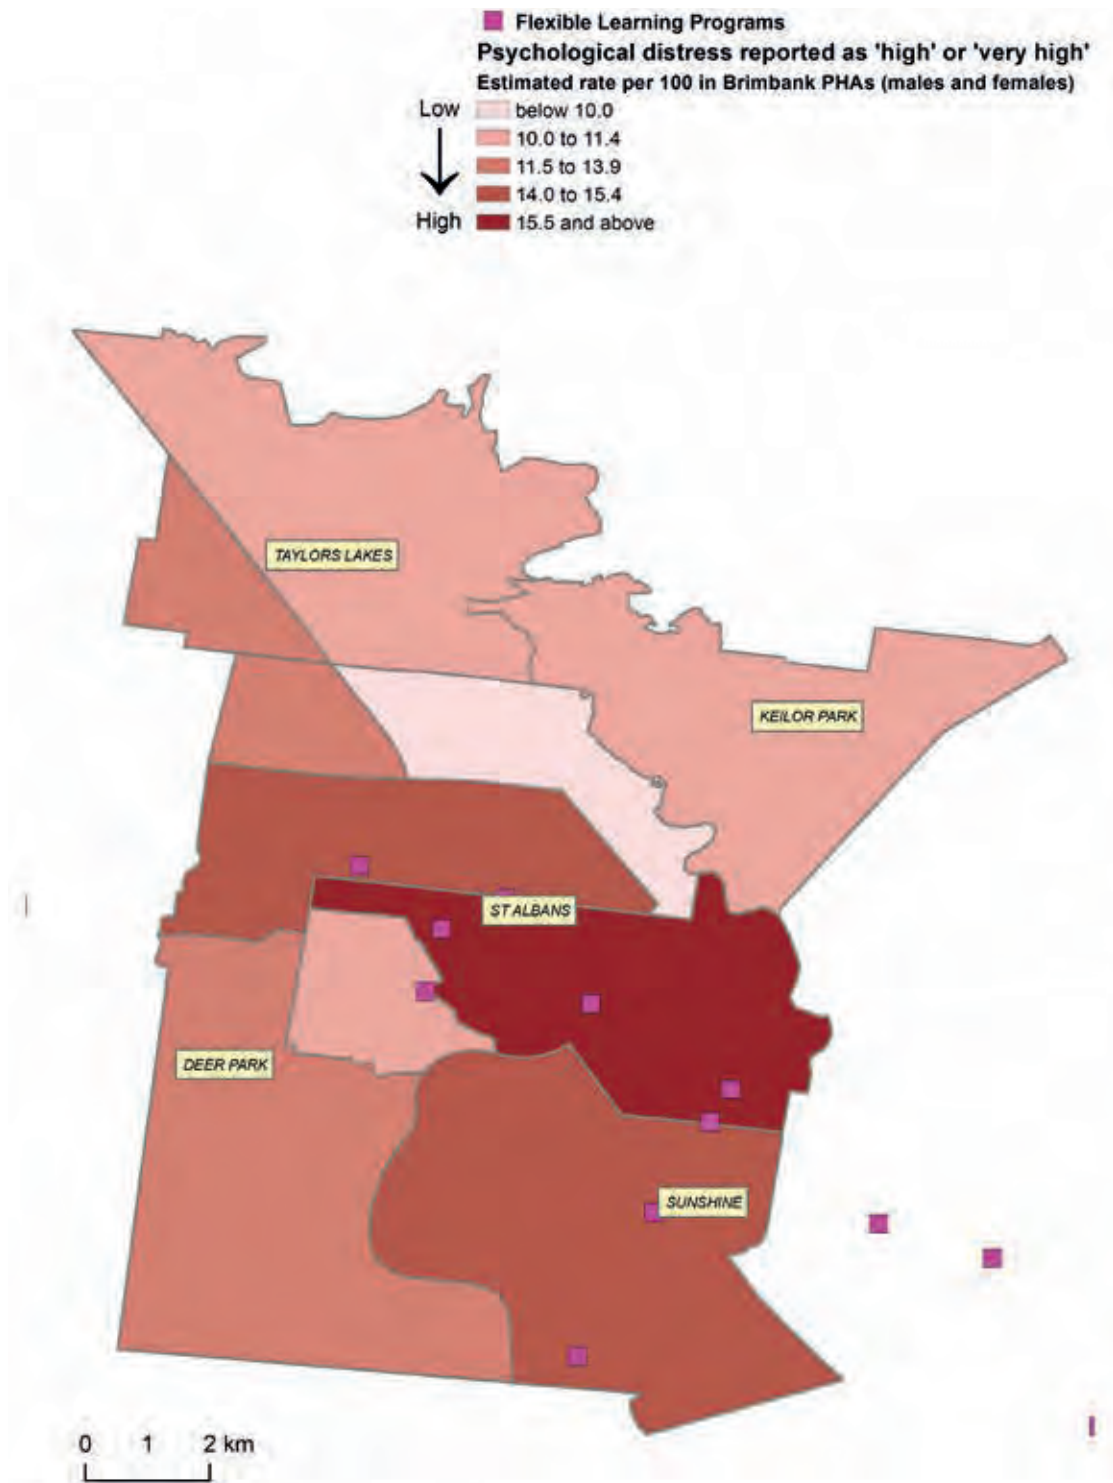 Flexible Learning Programs
Psychological distress reported as 'high' or 'very high'
Estimated rate per 100 in Brimbank PHAs (males and females)
Low
below 10.0
10.0 to 11.4
11.5 to 13.9
14.0 to 15.4
High
15.5 and above
TAYLORS LAKES
KEILOR PARK
ST ALBANS
DEER PARK
SUNSHINE
0 1 2 km